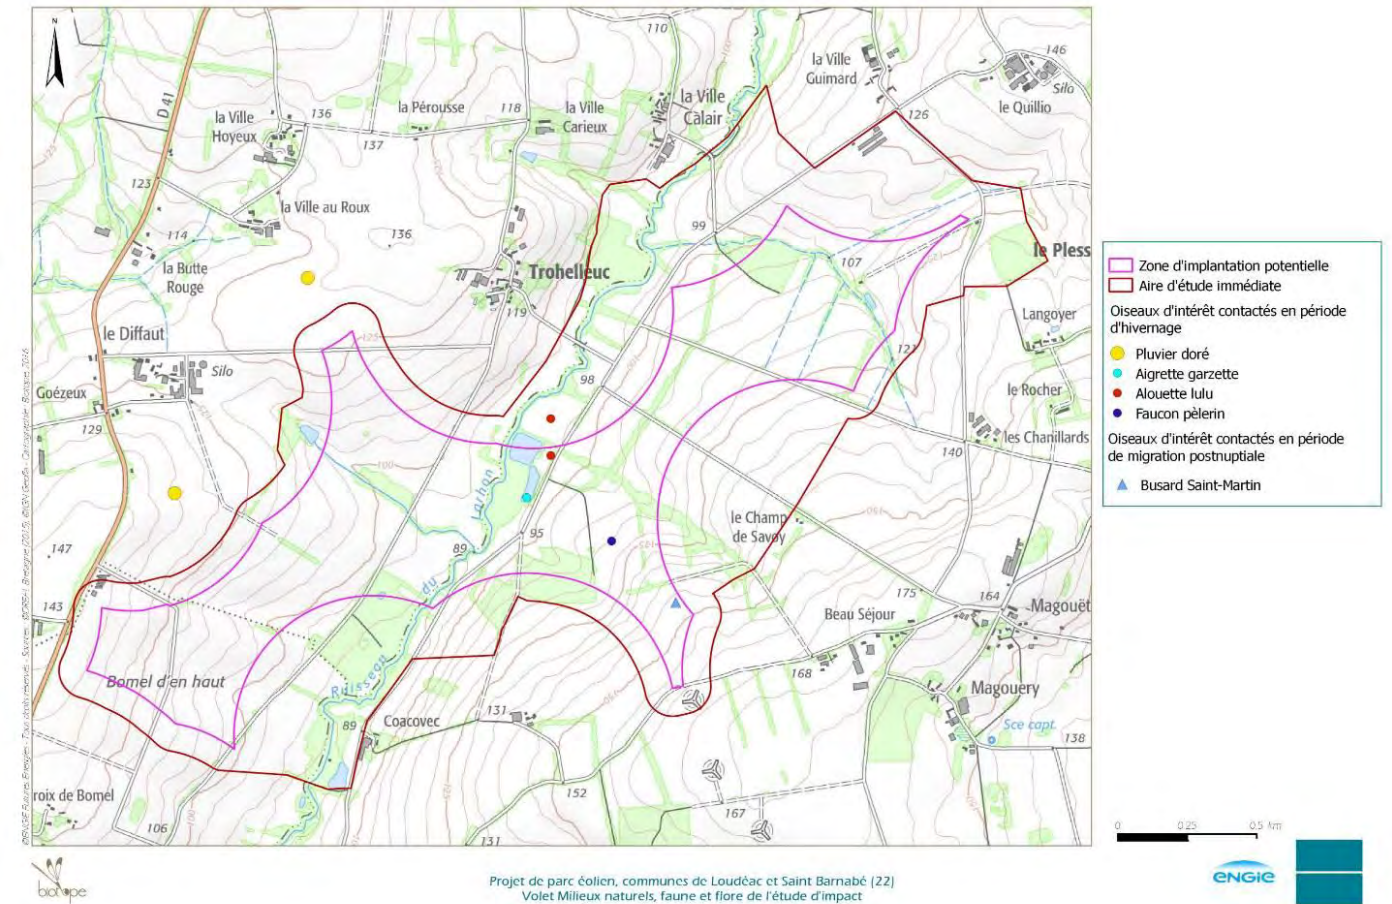 N
110
la Ville
Guimard
146
Silo
le Quillio
D 41
la Ville
Hoyeux
136
la Pérousse
118
la Ville
Carieux
la Ville
Calair
126
137
123
la Ville au Roux
114
136
99
la Butte
Rouge
Trohelleuc
107
le Pless
119
Langoyer
le Diffaut
125
121
Silo
98
le Rocher
Goézeux
129
les Chanillards
140
100
Larhon
le Champ
de Savoy
95
147
89
du
143
175
164
Magouët
Beau Séjour
168
Bomel d'en haut
Ruisseau
Magouery
131
Coacovec
89
Sce capt.
138
152
roix de Bomel
167
106
131
Zone d'implantation potentielle
Aire d'étude immédiate
Oiseaux d'intérêt contactés en période
d'hivernage
Pluvier doré
Aigrette garzette
Alouette lulu
Faucon pèlerin
Oiseaux d'intérêt contactés en période
de migration postnuptiale
Busard Saint-Martin
0 0.25 0.5 km
biotope
ENGIE
Projet de parc éolien, communes de Loudéac et Saint Barnabé (22)
Volet Milieux naturels, faune et flore de l'étude d'impact